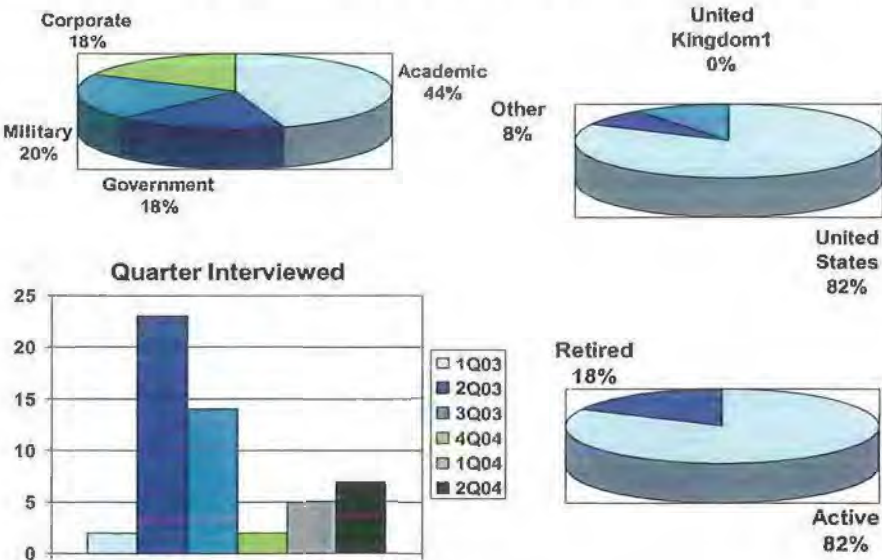 Corporate
18%
Academic
44%
Military
20%
Government
18%
United
Kingdom1
0%
Other
8%
United
States
82%
Quarter Interviewed
25
20
15
10
5
0
1Q03
2Q03
3Q03
4Q04
1Q04
2Q04
Retired
18%
Active
82%